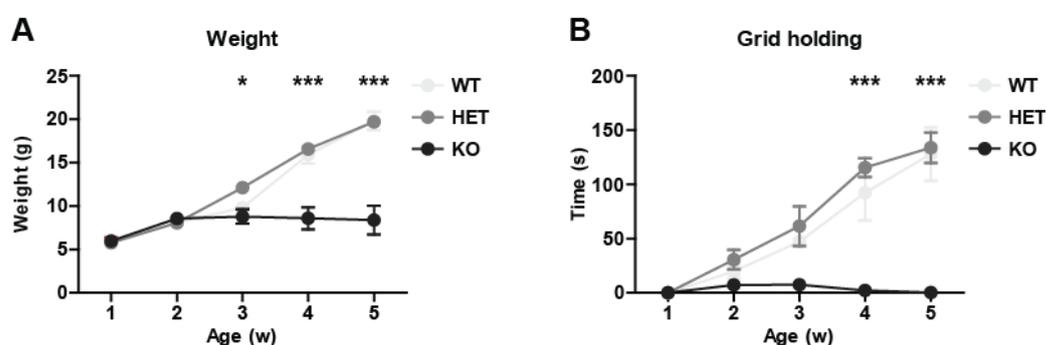 A
Weight
25
20
15
10
5
0
Weight (g)
* *** ***
WT
HET
KO
1 2 3 4 5
Age (w)
B
Grid holding
200
150
100
50
0
Time (s)
*** ***
WT
HET
KO
1 2 3 4 5
Age (w)